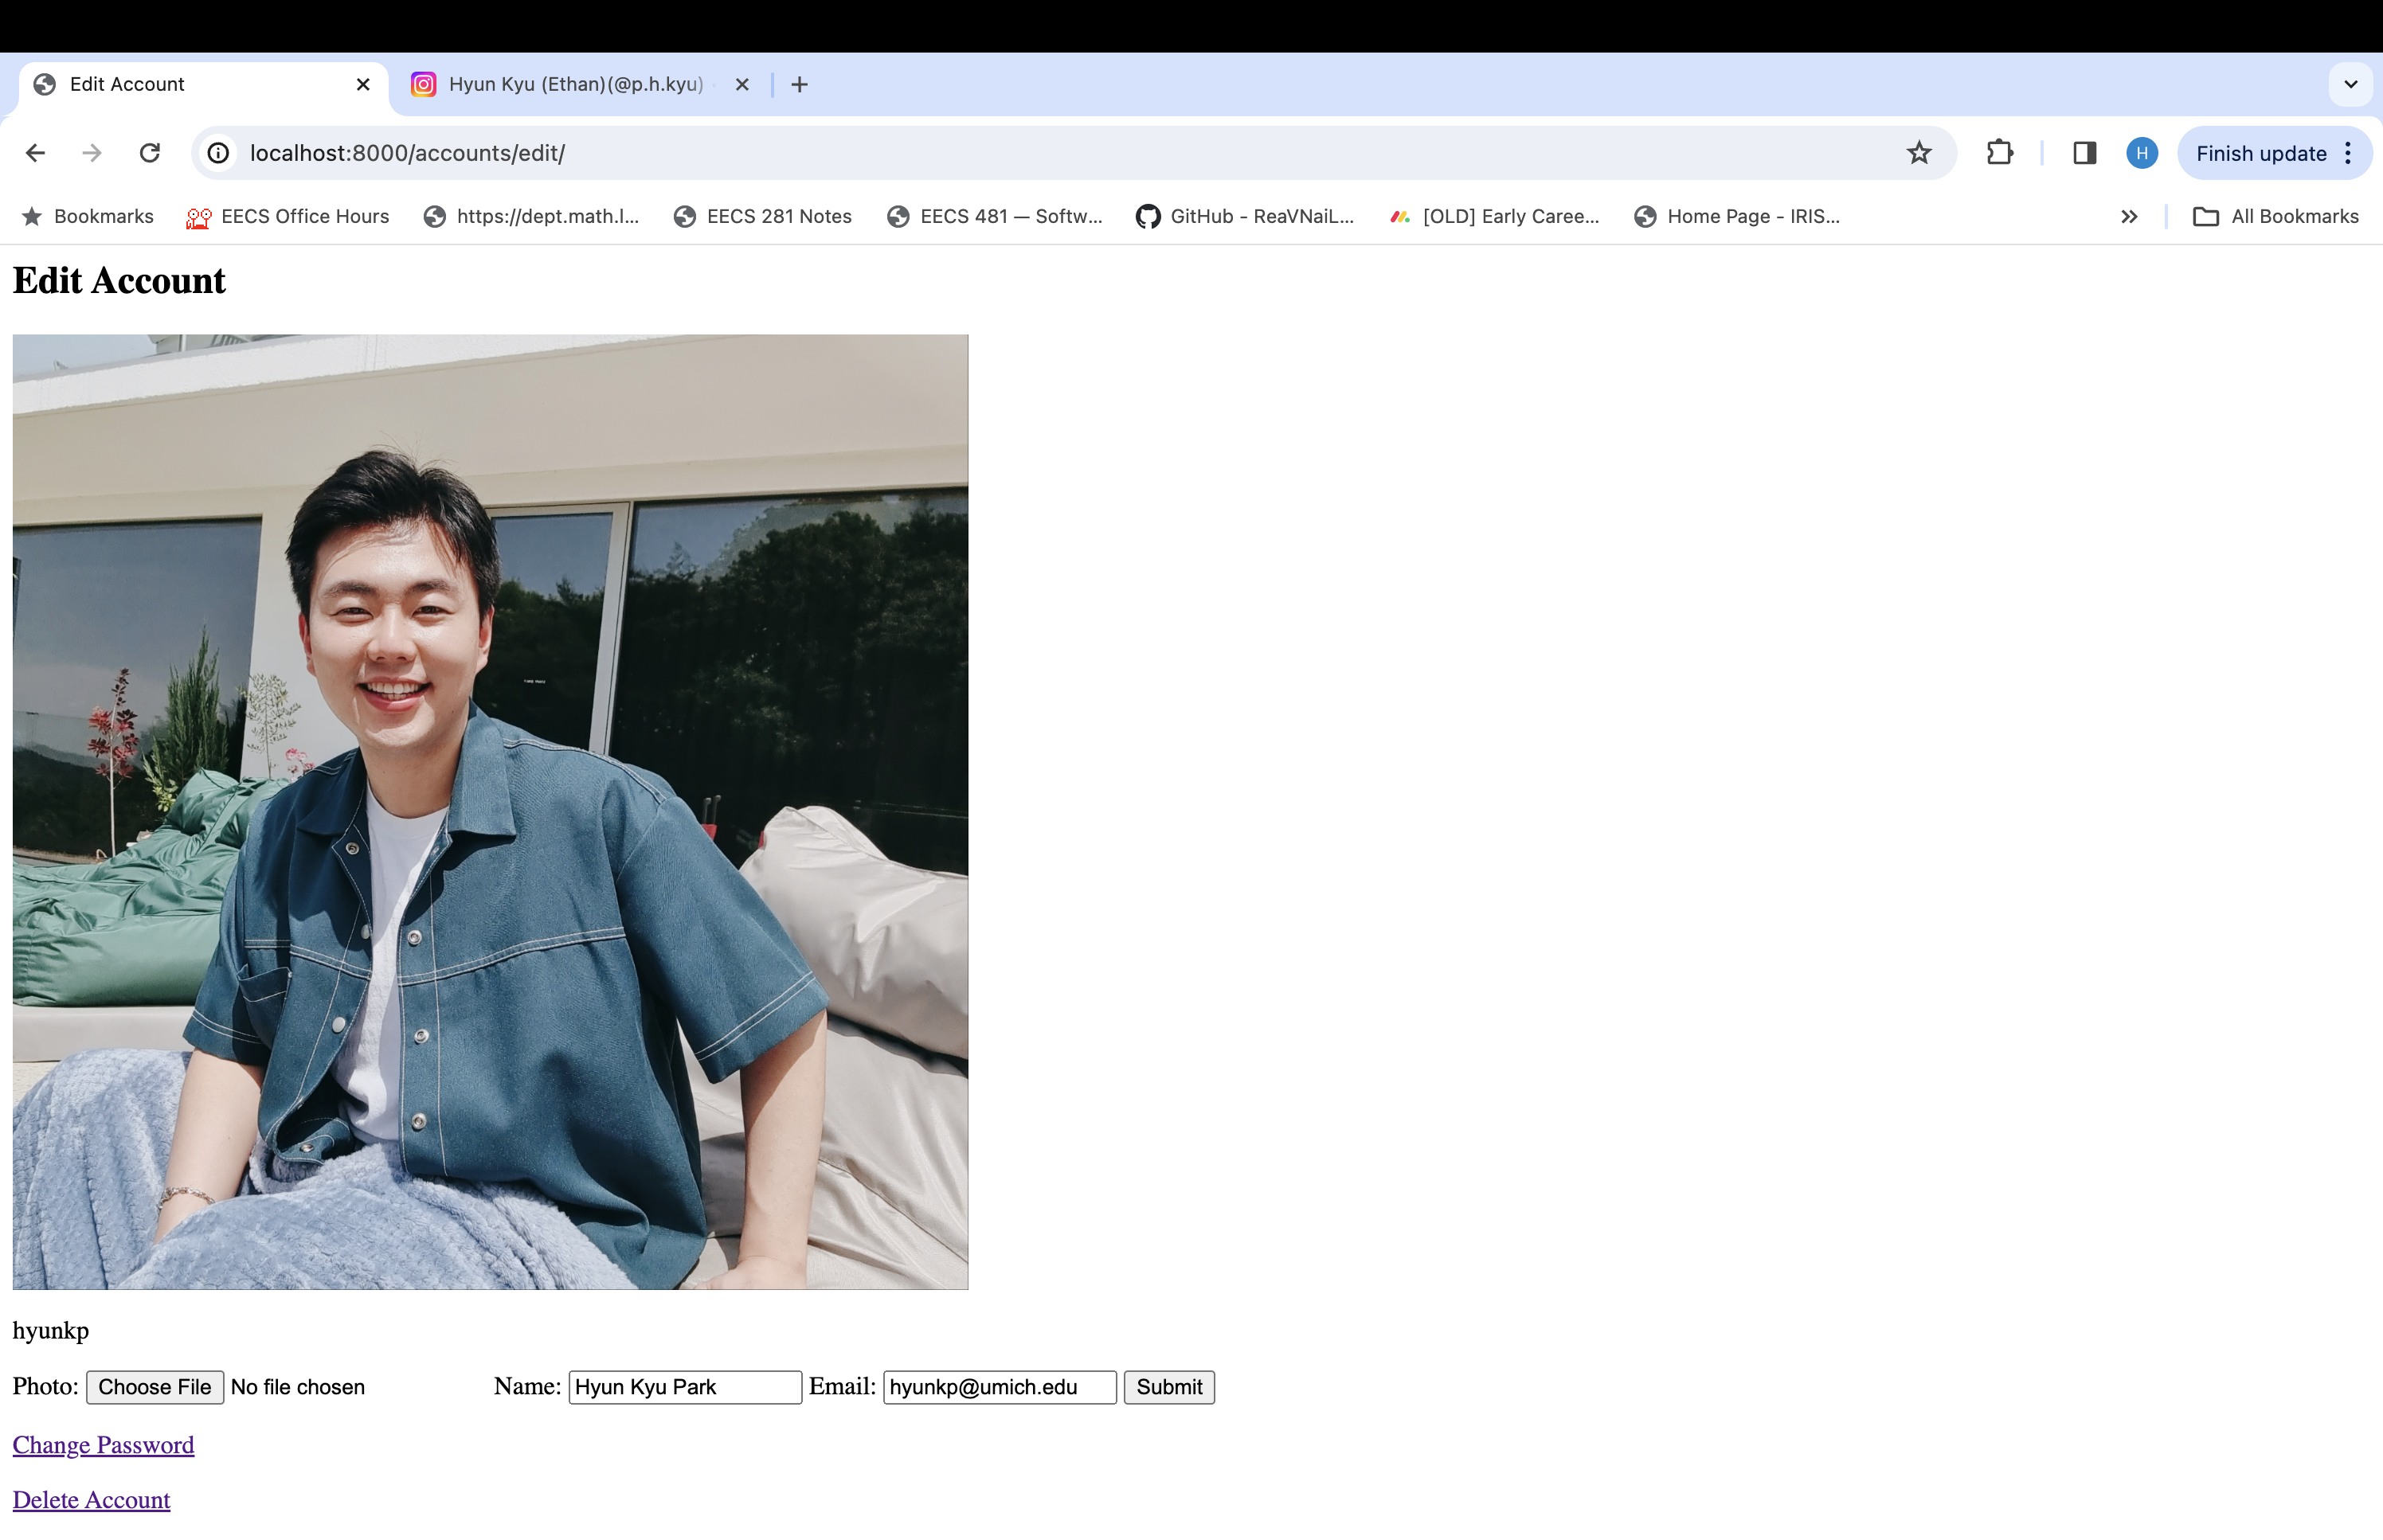 Edit Account
Hyun Kyu (Ethan)(@p.h.kyu)
localhost:8000/accounts/edit/
H
Finish update
Bookmarks
EECS Office Hours
https://dept.math.l...
EECS 281 Notes
EECS 481 — Softw...
GitHub - ReaVNaiL...
[OLD] Early Caree...
Home Page - IRIS...
All Bookmarks
Edit Account
hyunkp
Photo: Choose File No file chosen Name: Hyun Kyu Park Email: hyunkp@umich.edu Submit
Change Password
Delete Account